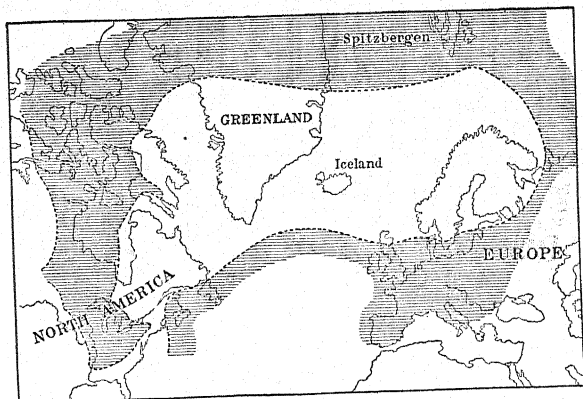 Spitzbergen
GREENLAND
Iceland
EUROPE
NORTH AMERICA